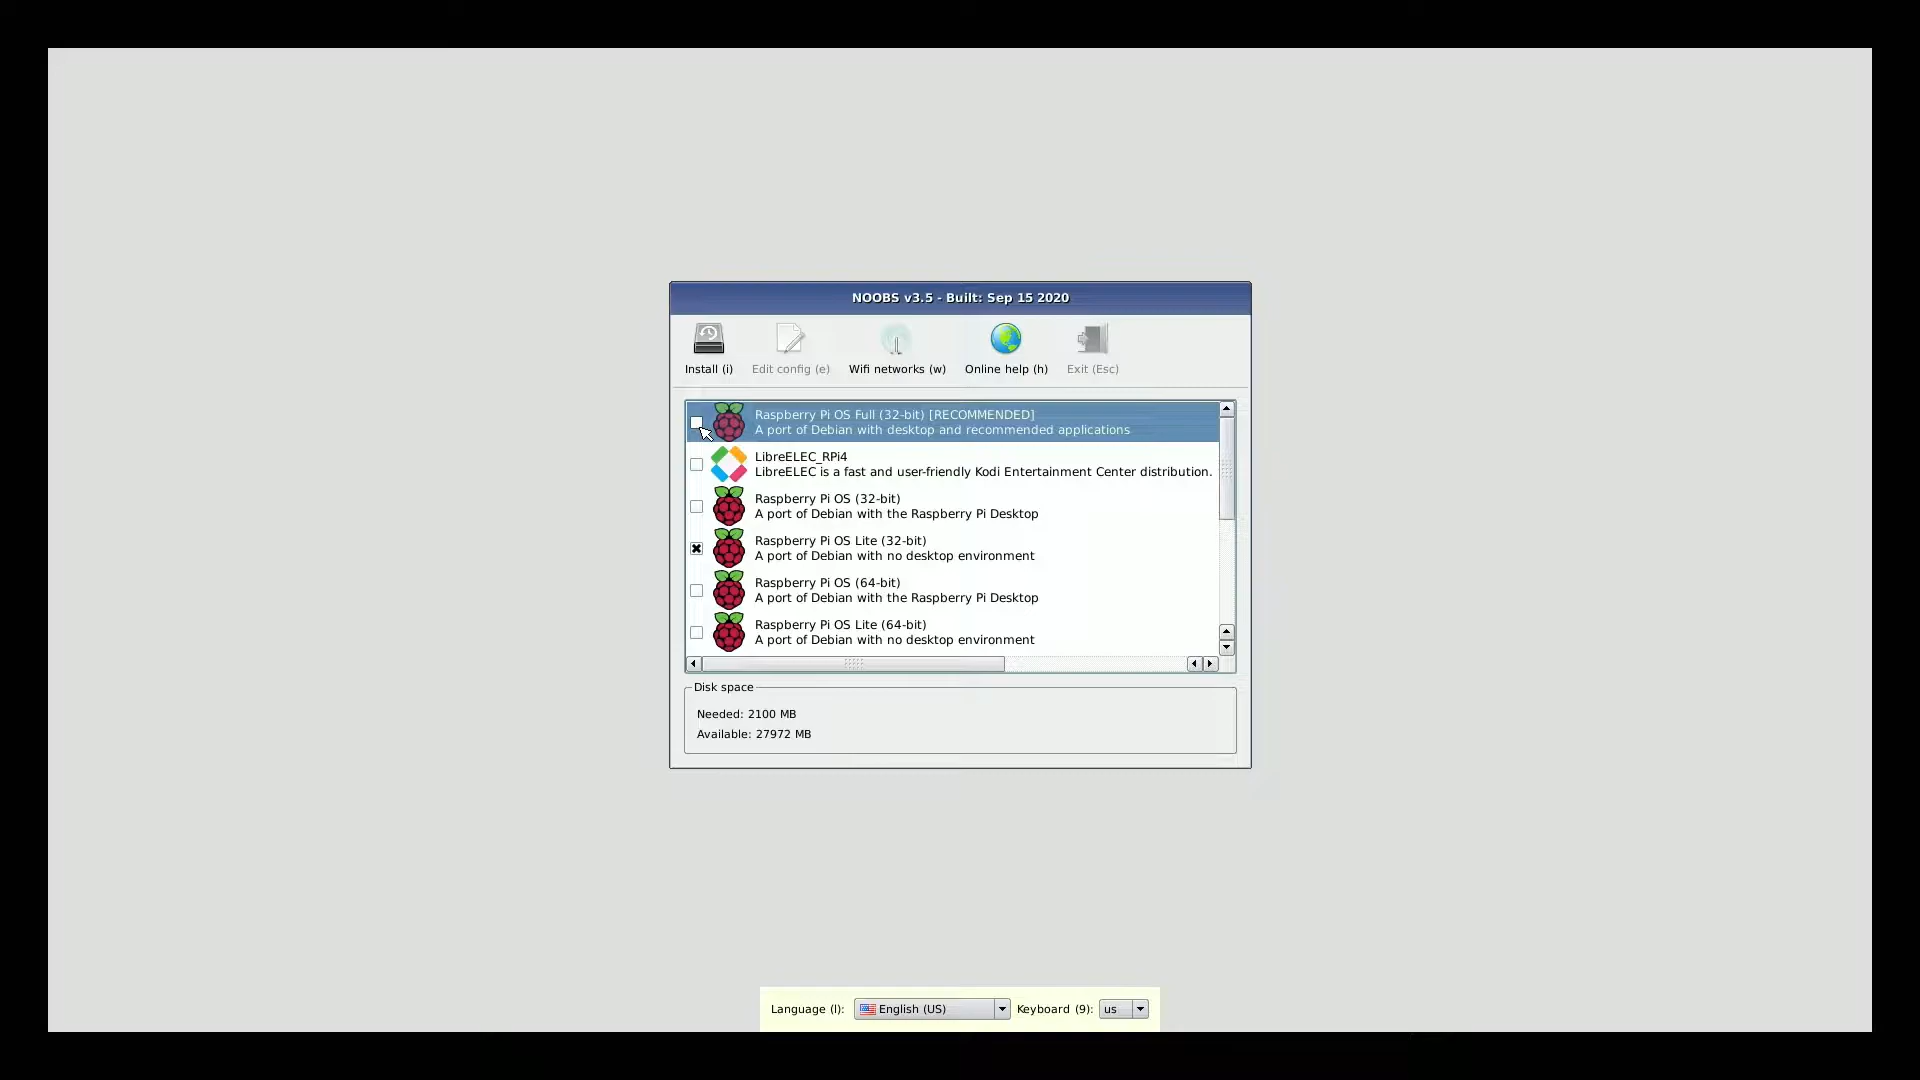 NOOBS v3.5 - Built: Sep 15 2020
Install (i)
Edit config (e)
Wifi networks (w)
Online help (h)
Exit (Esc)
Raspberry Pi OS Full (32-bit) [RECOMMENDED]
A port of Debian with desktop and recommended applications
LibreELEC_RPi4
LibreELEC is a fast and user-friendly Kodi Entertainment Center distribution.
Raspberry Pi OS (32-bit)
A port of Debian with the Raspberry Pi Desktop
Raspberry Pi OS Lite (32-bit)
A port of Debian with no desktop environment
Raspberry Pi OS (64-bit)
A port of Debian with the Raspberry Pi Desktop
Raspberry Pi OS Lite (64-bit)
A port of Debian with no desktop environment
Disk space
Needed: 2100 MB
Available: 27972 MB
Language (l): English (US) Keyboard (9): us